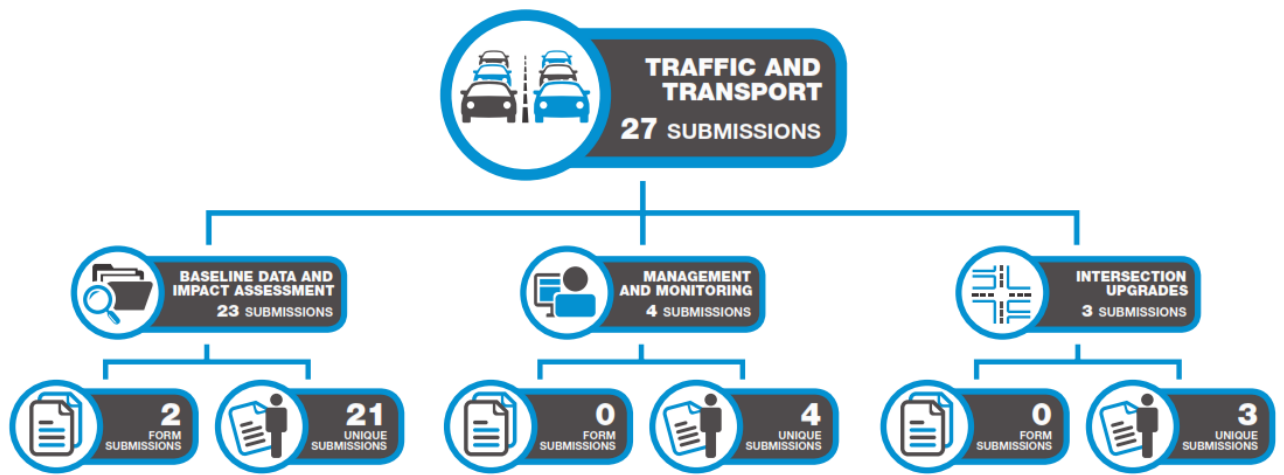 TRAFFIC AND
TRANSPORT
27 SUBMISSIONS
BASELINE DATA AND
IMPACT ASSESSMENT
23 SUBMISSIONS
MANAGEMENT
AND MONITORING
4 SUBMISSIONS
INTERSECTION
UPGRADES
3 SUBMISSIONS
2
FORM
SUBMISSIONS
21
UNIQUE
SUBMISSIONS
0
FORM
SUBMISSIONS
4
UNIQUE
SUBMISSIONS
0
FORM
SUBMISSIONS
3
UNIQUE
SUBMISSIONS